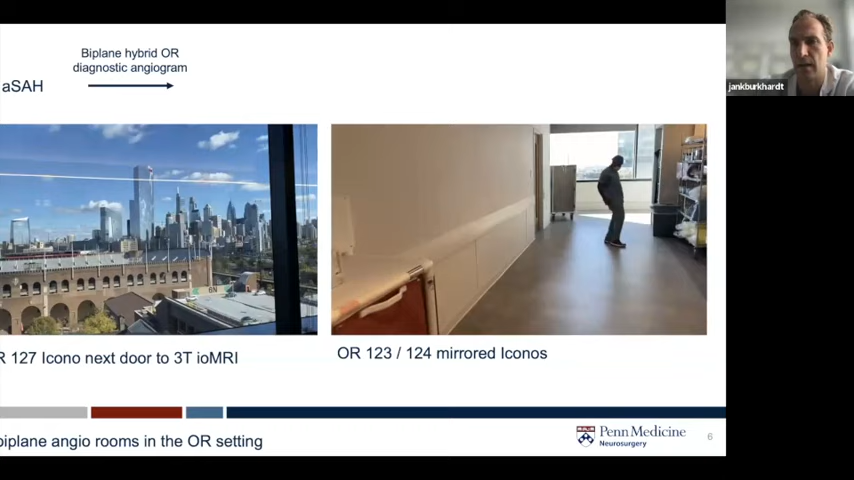 Biplane hybrid OR
diagnostic angiogram
aSAH
jankburkhardt
6N
R 127 Icono next door to 3T ioMRI
OR 123 / 124 mirrored Iconos
biplane angio rooms in the OR setting
Penn Medicine
Neurosurgery
6